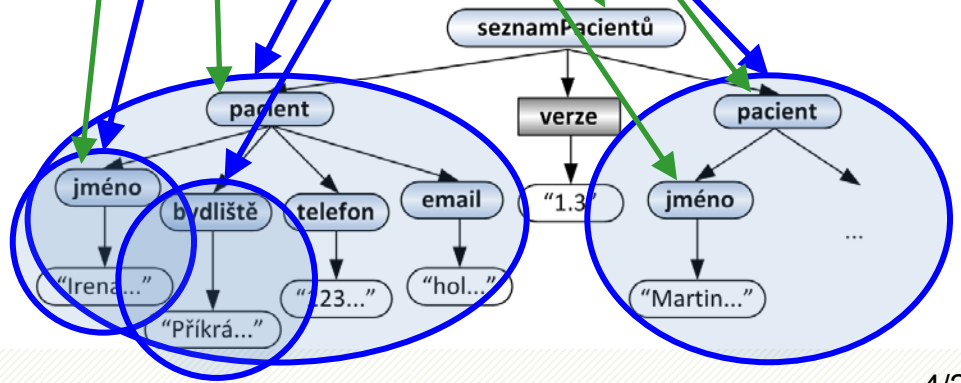 seznamPacientů
pacient
verze
pacient
jméno
bydliště
telefon
email
"1.3"
jméno
...
"Irena..."
"Příkrá..."
"123..."
"hol..."
"Martin..."